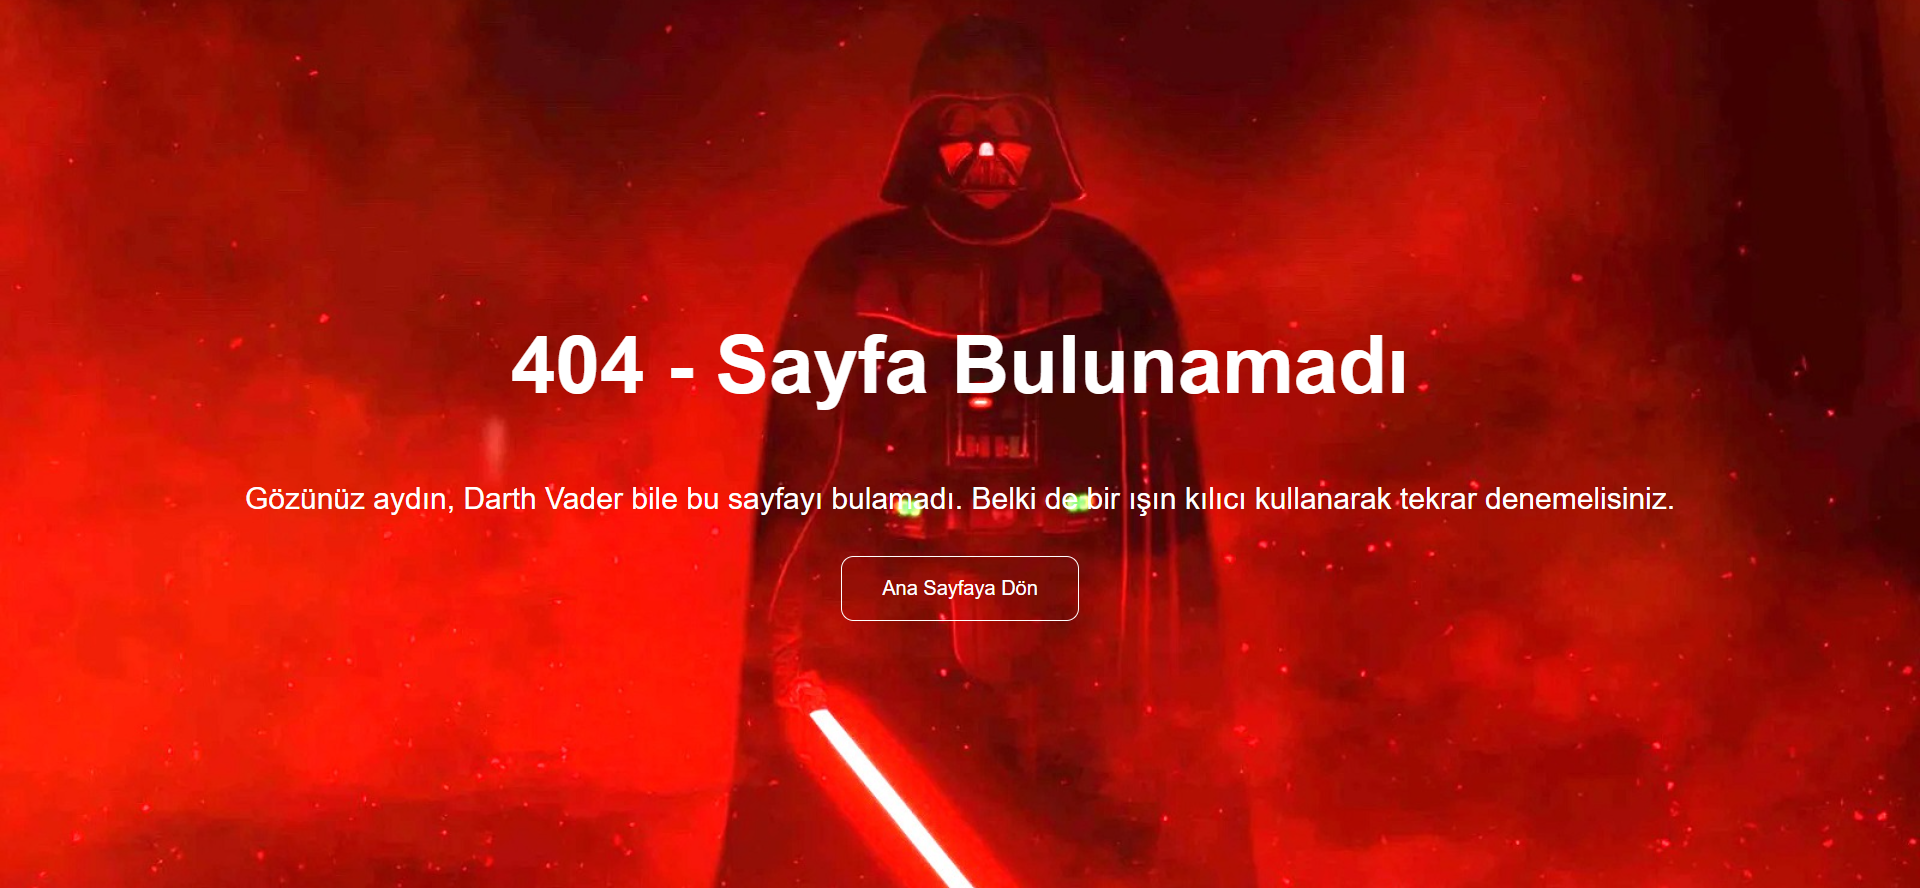 404 - Sayfa Bulunamadı
Gözünüz aydın, Darth Vader bile bu sayfayı bulamadı. Belki de bir ışın kılıcı kullanarak tekrar denemelisiniz.
Ana Sayfaya Dön